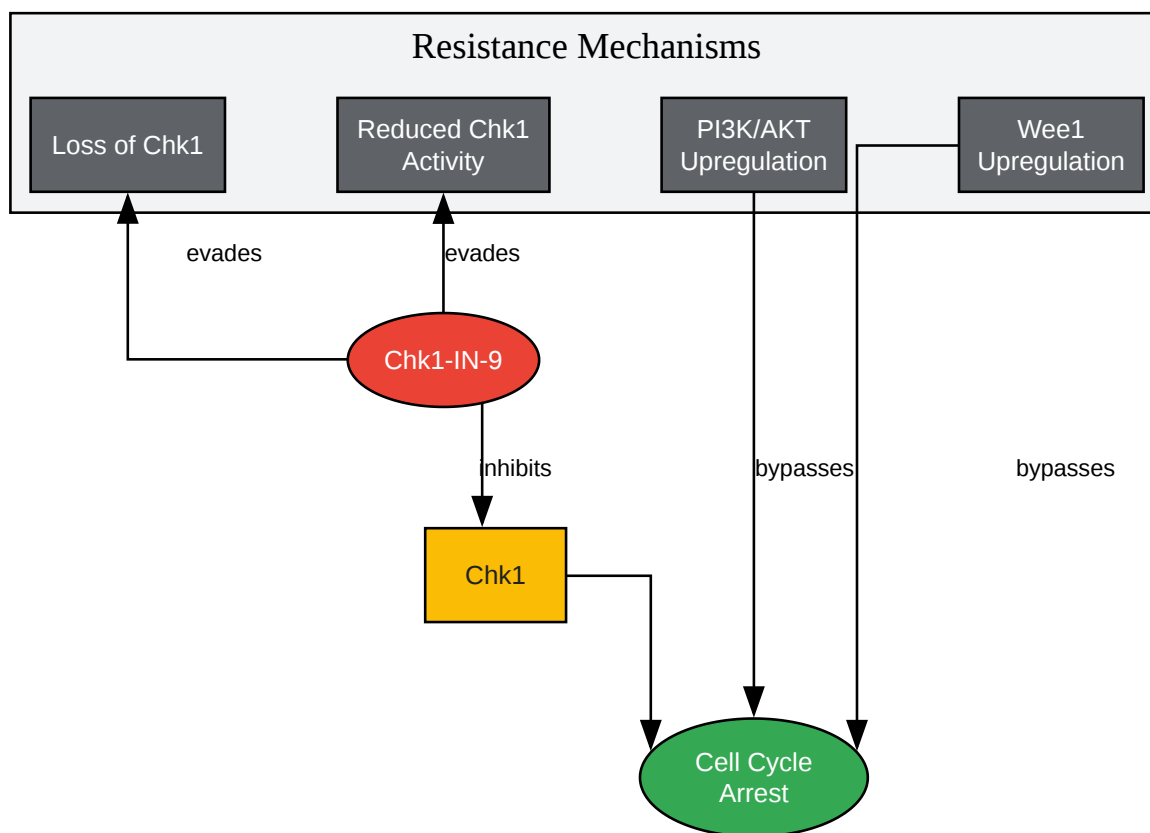 Resistance Mechanisms
Loss of Chk1
Reduced Chk1
Activity
PI3K/AKT
Upregulation
Wee1
Upregulation
evades
evades
Chk1-IN-9
inhibits
bypasses
bypasses
Chk1
Cell Cycle
Arrest